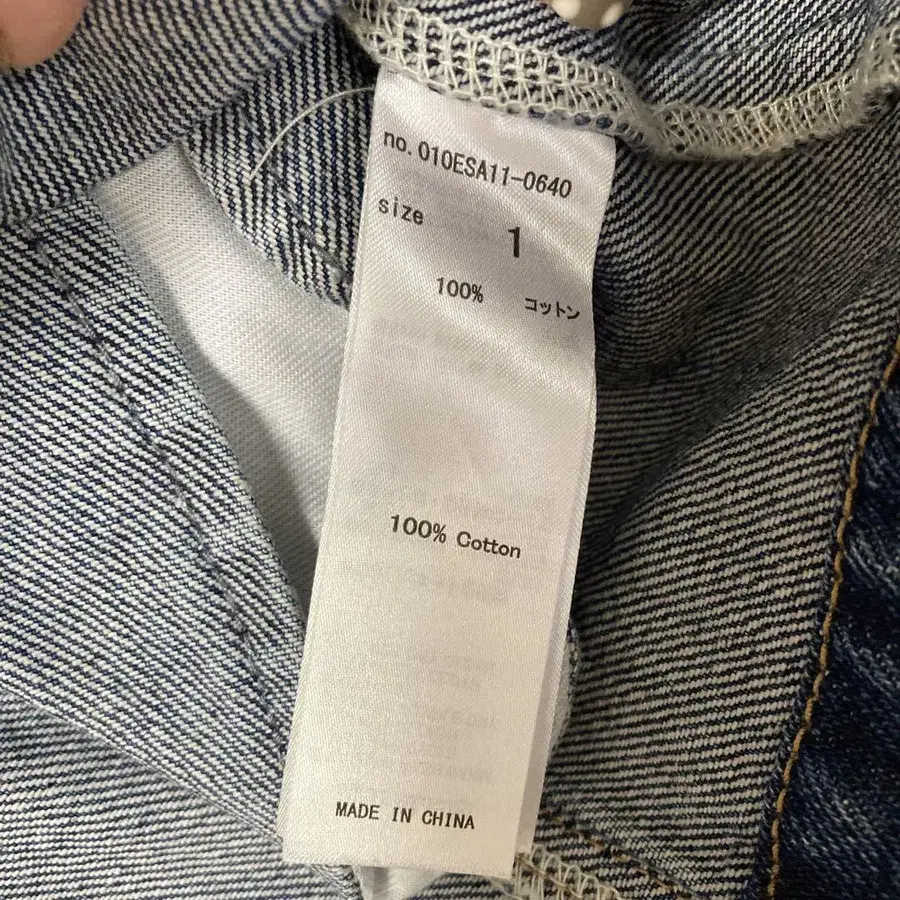 no. 010ESA11-0640
size
1
100% コットン
100% Cotton
MADE IN CHINA